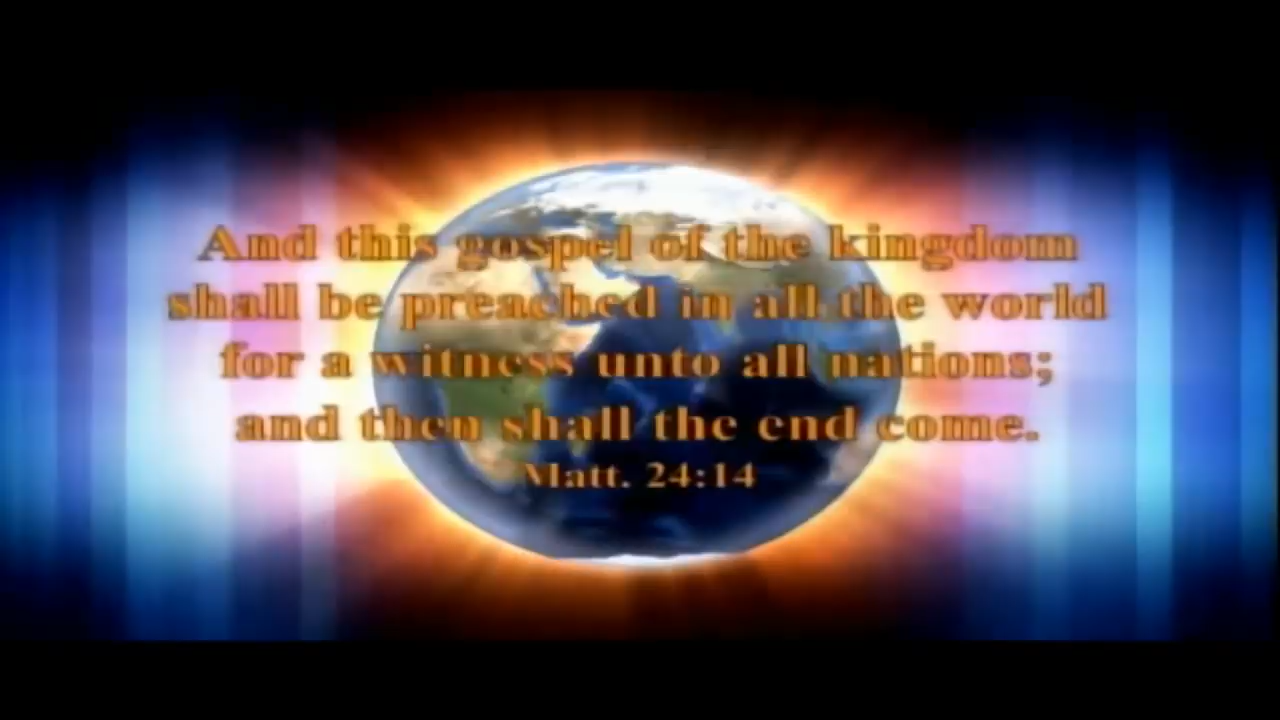 And this gospel of the kingdom
shall be preached in all the world
for a witness unto all nations;
and then shall the end come.
Matt. 24:14